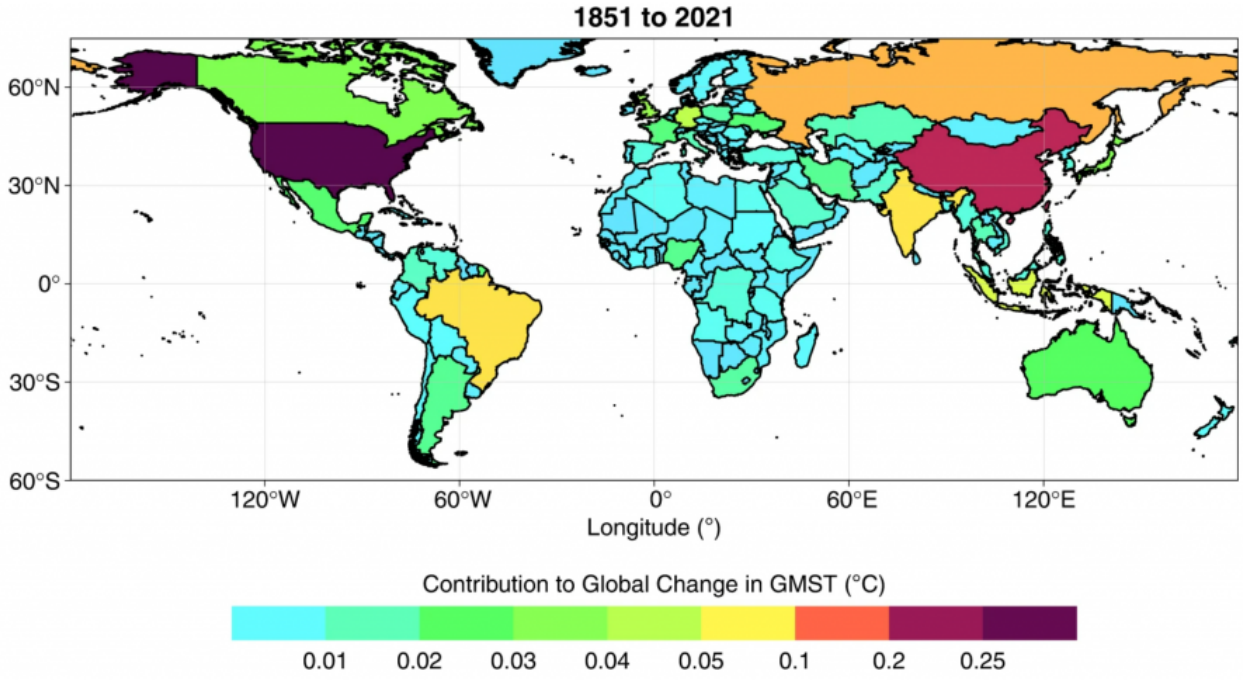 1851 to 2021
60°N
30°N
0°
30°S
60°S
120°W 60°W 0° 60°E 120°E
Longitude (°)
Contribution to Global Change in GMST (°C)
0.01 0.02 0.03 0.04 0.05 0.1 0.2 0.25